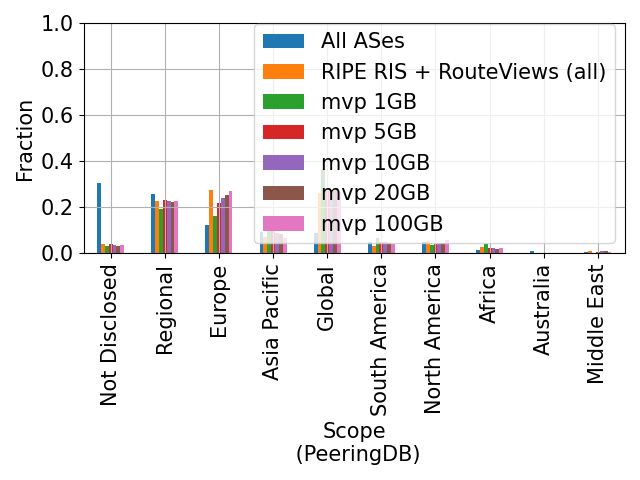 1.0
0.8
0.6
0.4
0.2
0.0
Fraction
All ASes
RIPE RIS + RouteViews (all)
mvp 1GB
mvp 5GB
mvp 10GB
mvp 20GB
mvp 100GB
Not Disclosed
Regional
Europe
Asia Pacific
Global
South America
North America
Africa
Australia
Middle East
Scope
(PeeringDB)